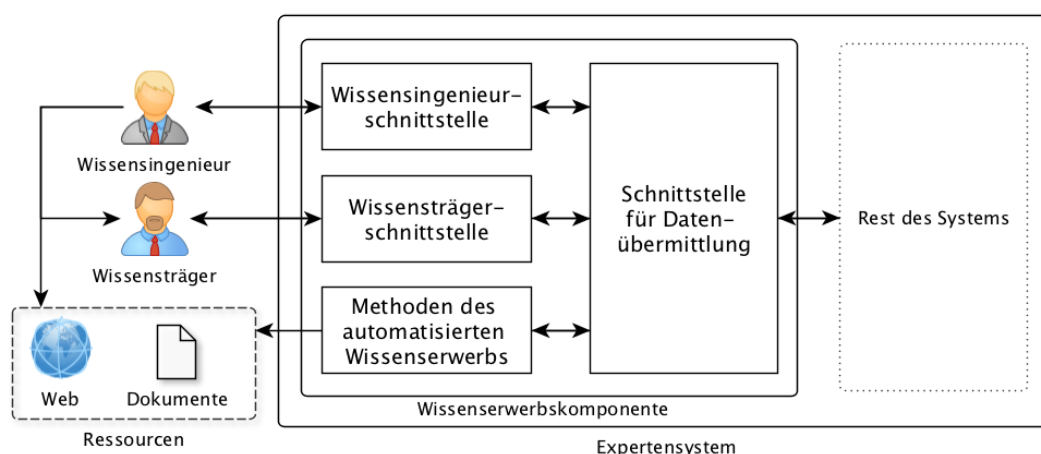 Wissensingenieur-
schnittstelle
Wissensingenieur
Wissensträger-
schnittstelle
Wissensträger
Methoden des
automatisierten
Wissenserwerbs
Schnittstelle
für Daten-
übermittlung
Rest des Systems
Web
Dokumente
Ressourcen
Wissenserwerbskomponente
Expertensystem